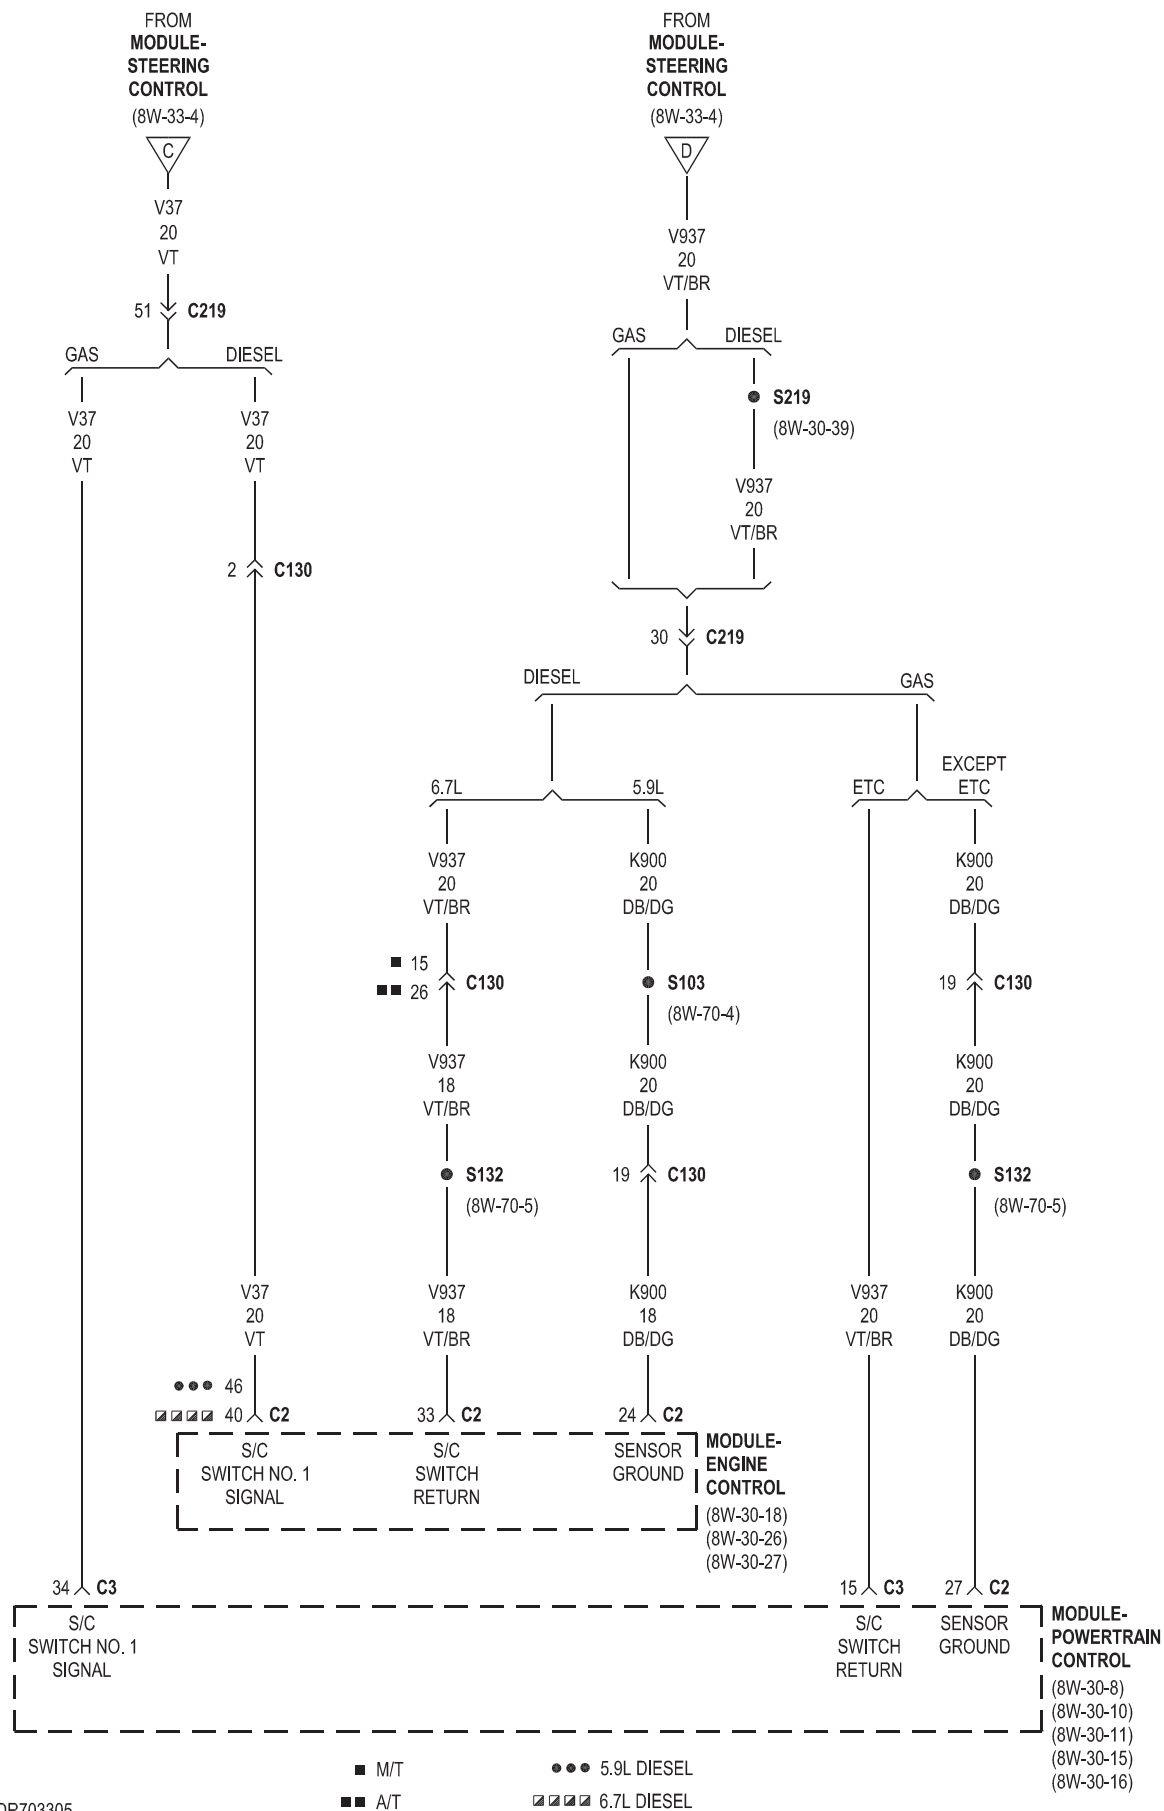 FROM
MODULE-
STEERING
CONTROL
(8W-33-4)
C
V37
20
VT
51 C219
GAS DIESEL
V37
20
VT
V37
20
VT
2 C130
FROM
MODULE-
STEERING
CONTROL
(8W-33-4)
D
V937
20
VT/BR
GAS DIESEL
S219
(8W-30-39)
V937
20
VT/BR
30 C219
DIESEL GAS
6.7L 5.9L
ETC
EXCEPT
ETC
V937
20
VT/BR
K900
20
DB/DG
K900
20
DB/DG
15
26 C130
S103
(8W-70-4)
19 C130
V937
18
VT/BR
K900
20
DB/DG
K900
20
DB/DG
S132
(8W-70-5)
19 C130
S132
(8W-70-5)
V37
20
VT
V937
18
VT/BR
K900
18
DB/DG
V937
20
VT/BR
K900
20
DB/DG
46
40 C2
33 C2
24 C2
S/C
SWITCH NO. 1
SIGNAL
S/C
SWITCH
RETURN
SENSOR
GROUND
MODULE-
ENGINE
CONTROL
(8W-30-18)
(8W-30-26)
(8W-30-27)
34 C3
15 C3
27 C2
S/C
SWITCH NO. 1
SIGNAL
S/C
SWITCH
RETURN
SENSOR
GROUND
MODULE-
POWERTRAIN
CONTROL
(8W-30-8)
(8W-30-10)
(8W-30-11)
(8W-30-15)
(8W-30-16)
M/T
A/T
5.9L DIESEL
6.7L DIESEL